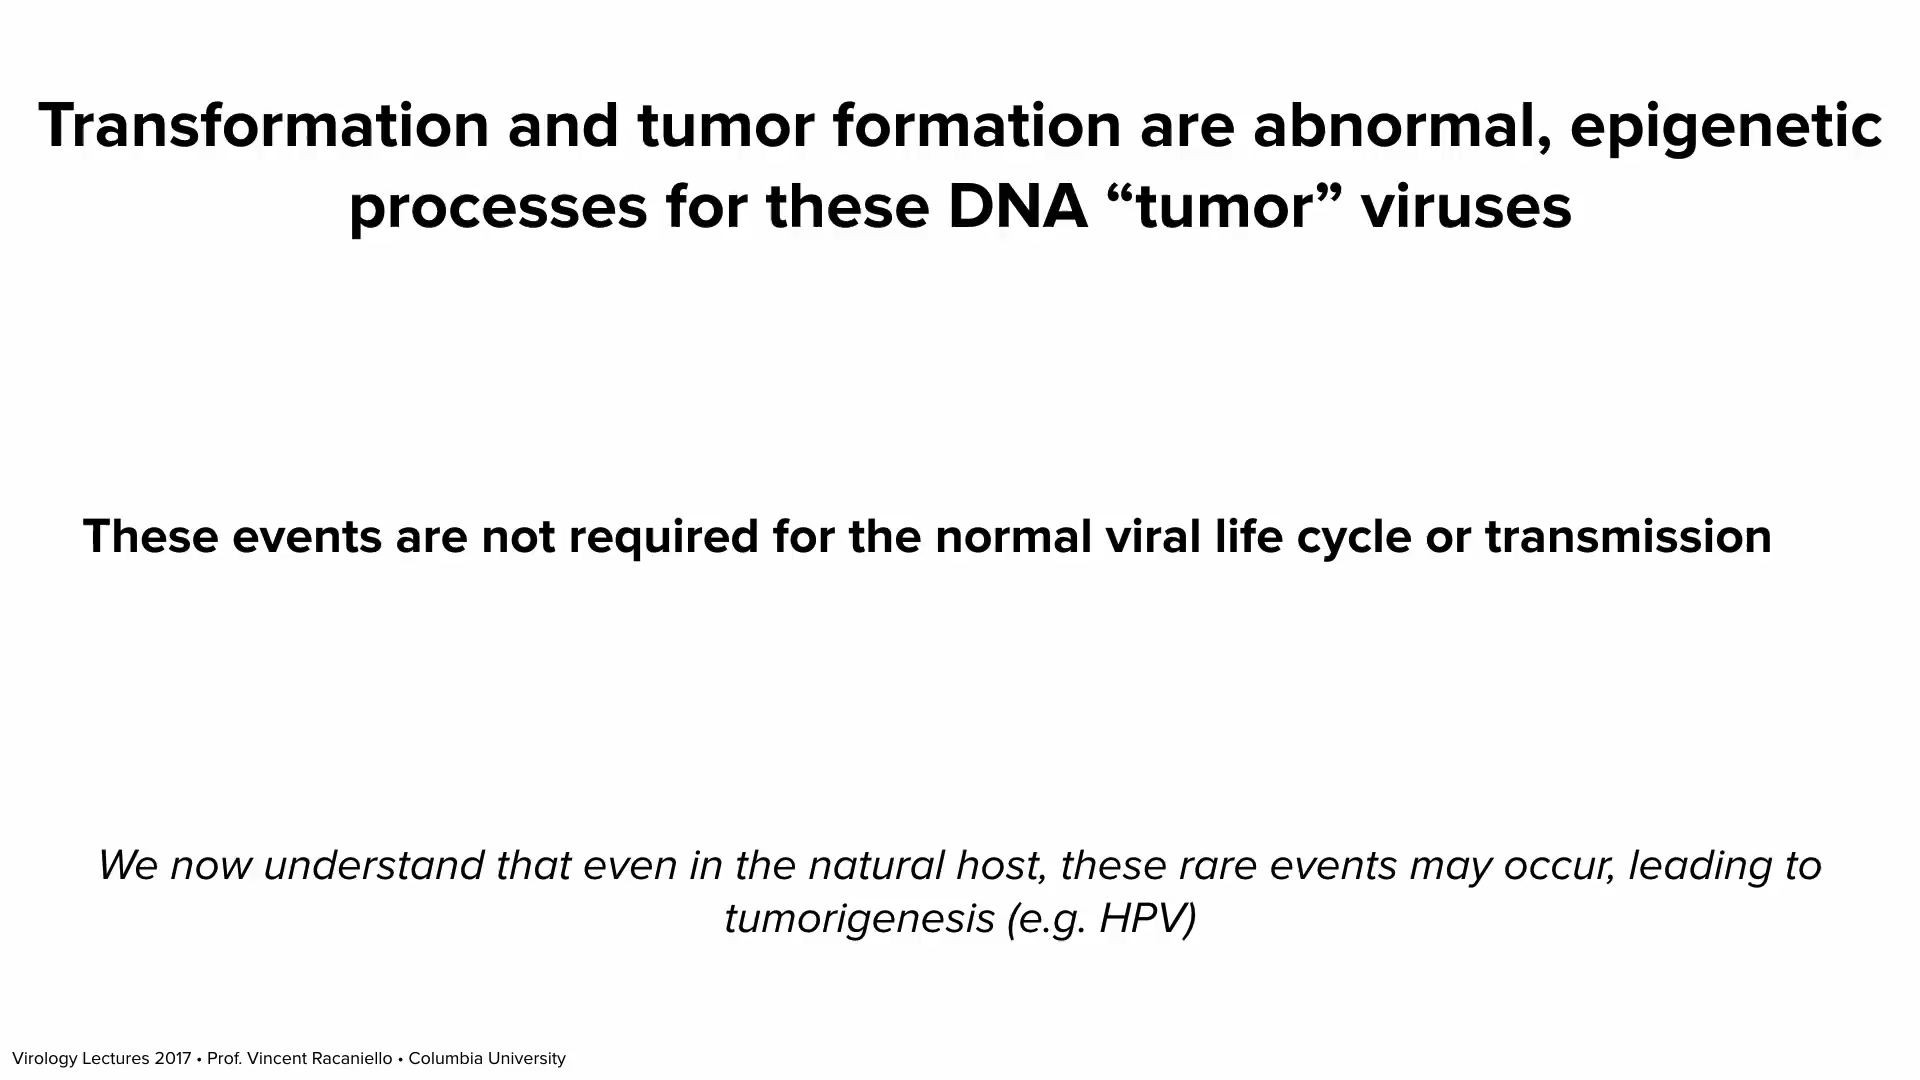 Transformation and tumor formation are abnormal, epigenetic
processes for these DNA “tumor” viruses
These events are not required for the normal viral life cycle or transmission
We now understand that even in the natural host, these rare events may occur, leading to
tumorigenesis (e.g. HPV)
Virology Lectures 2017 • Prof. Vincent Racaniello • Columbia University